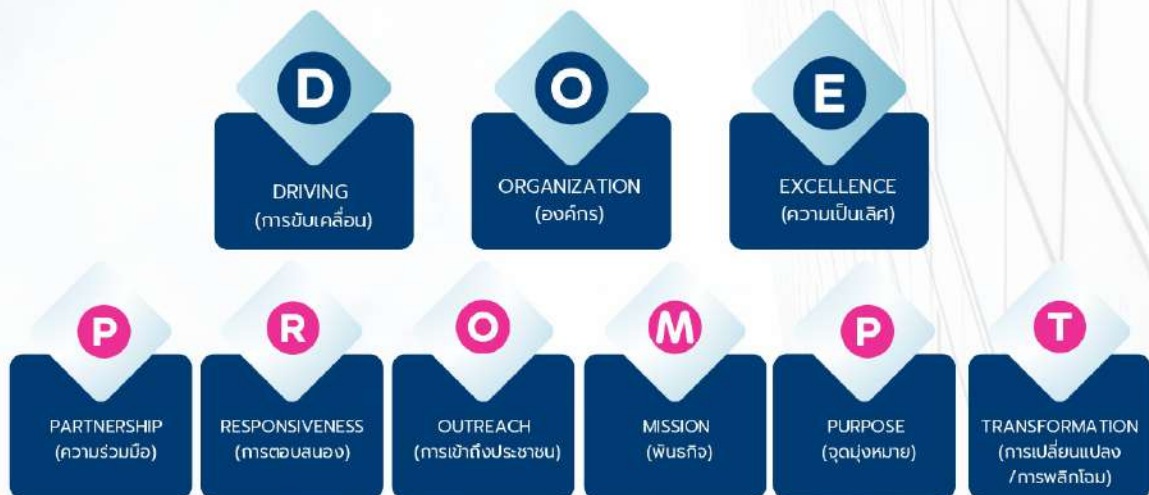 D
O
E
DRIVING
(การขับเคลื่อน)
ORGANIZATION
(องค์กร)
EXCELLENCE
(ความเป็นเลิศ)
P
R
O
M
P
T
PARTNERSHIP
(ความร่วมมือ)
RESPONSIVENESS
(การตอบสนอง)
OUTREACH
(การเข้าถึงประชาชน)
MISSION
(พันธกิจ)
PURPOSE
(จุดมุ่งหมาย)
TRANSFORMATION
(การเปลี่ยนแปลง
/การพลิกโฉม)